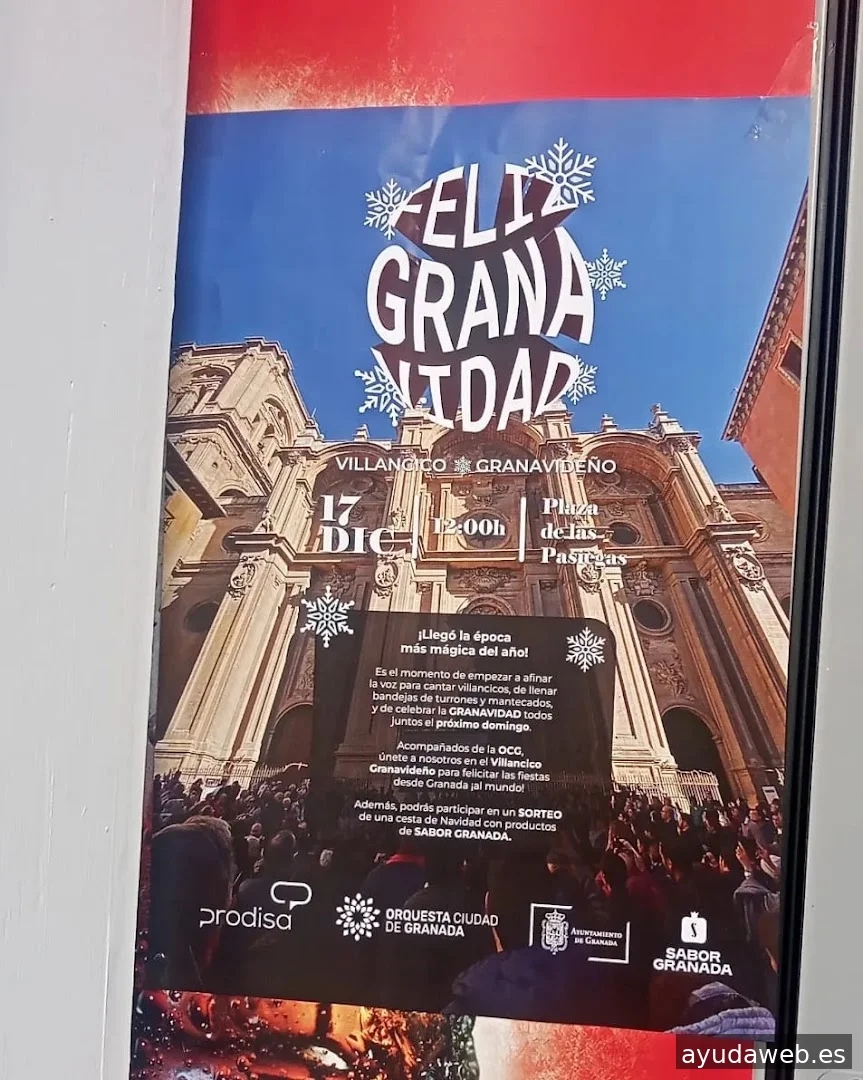 FELIZ
GRANA
VIDAD
VILLANCICO GRANAVIDEÑO
17
DIC
12:00h
Plaza
de las
Pasiegas
¡Llegó la época
más mágica del año!
Es el momento de empezar a afinar
la voz para cantar villancicos, de llenar
bandejas de turrones y mantecados,
y de celebrar la GRANAVIDAD todos
juntos el próximo domingo.
Acompañados de la OCG,
únete a nosotros en el Villancico
Granavideño para felicitar las fiestas
desde Granada ¡al mundo!
Además, podrás participar en un SORTEO
de una cesta de Navidad con productos
de SABOR GRANADA.
prodisa
ORQUESTA CIUDAD
DE GRANADA
AYUNTAMIENTO
DE GRANADA
SABOR
GRANADA
ayudaweb.es